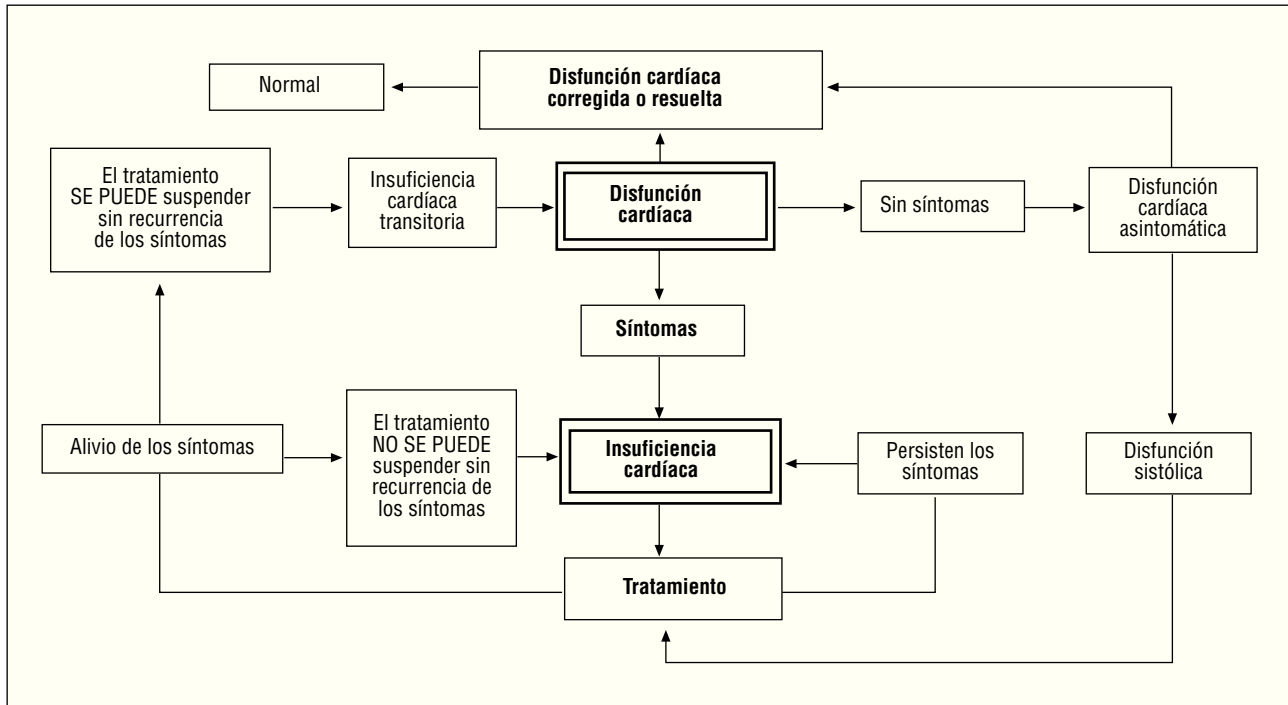 Normal
Disfunción cardíaca
corregida o resuelta
El tratamiento
SE PUEDE suspender
sin recurrencia
de los síntomas
Insuficiencia
cardíaca
transitoria
Disfunción
cardíaca
Sin síntomas
Disfunción
cardíaca
asintomática
Síntomas
Alivio de los síntomas
El tratamiento
NO SE PUEDE
suspender sin
recurrencia de
los síntomas
Insuficiencia
cardíaca
Persisten los
síntomas
Disfunción
sistólica
Tratamiento